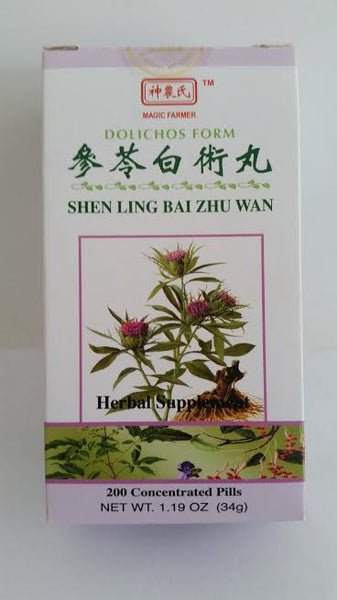 神農氏 TM
MAGIC FARMER
DOLICHOS FORM
參苓白術丸
SHEN LING BAI ZHU WAN
Herbal Supplement
200 Concentrated Pills
NET WT. 1.19 OZ (34g)